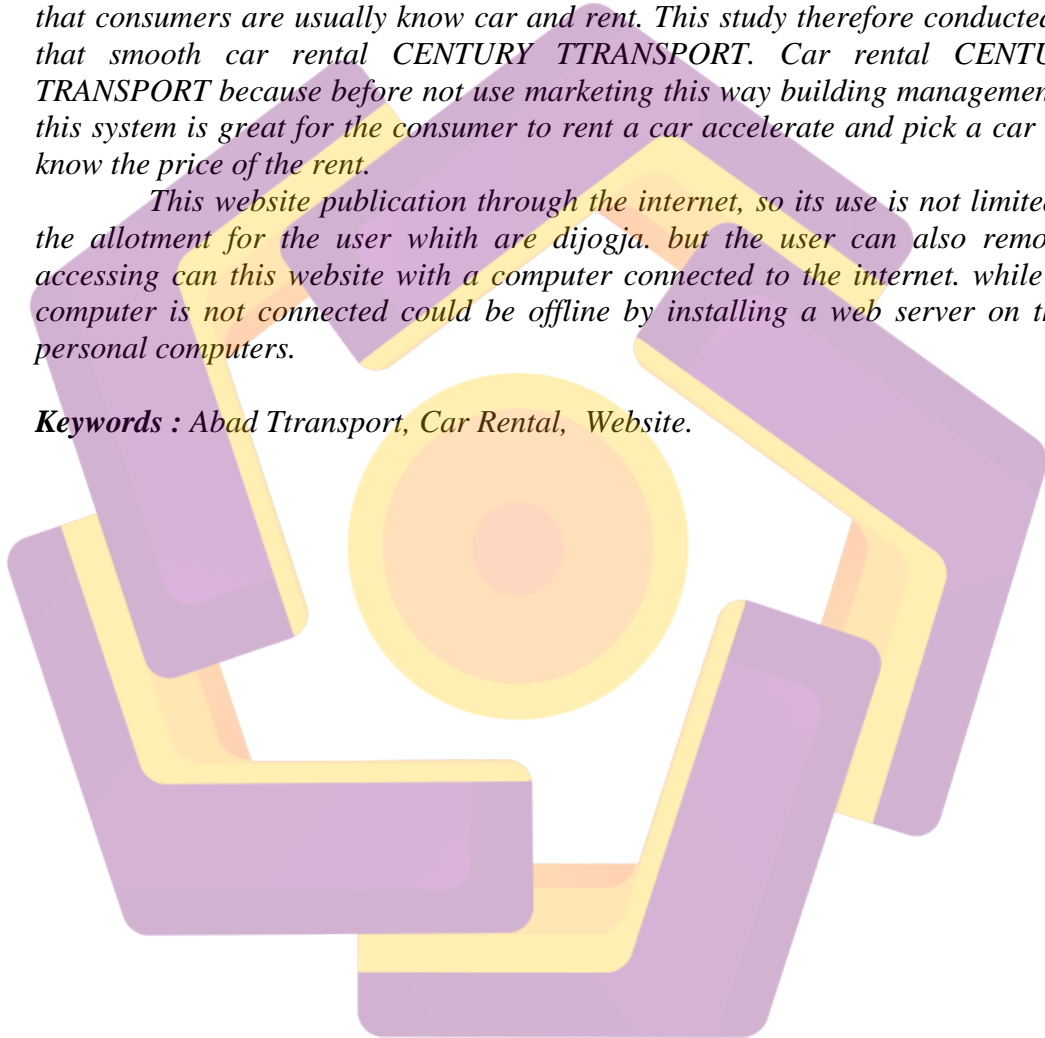 that consumers are usually know car and rent. This study therefore conducted
that smooth car rental CENTURY TTRANSPORT. Car rental CENTU
TRANSPORT because before not use marketing this way building managemen
this system is great for the consumer to rent a car accelerate and pick a car
know the price of the rent.
This website publication through the internet, so its use is not limited
the allotment for the user whith are dijogja. but the user can also remo
accessing can this website with a computer connected to the internet. while
computer is not connected could be offline by installing a web server on th
personal computers.
Keywords : Abad Ttransport, Car Rental, Website.